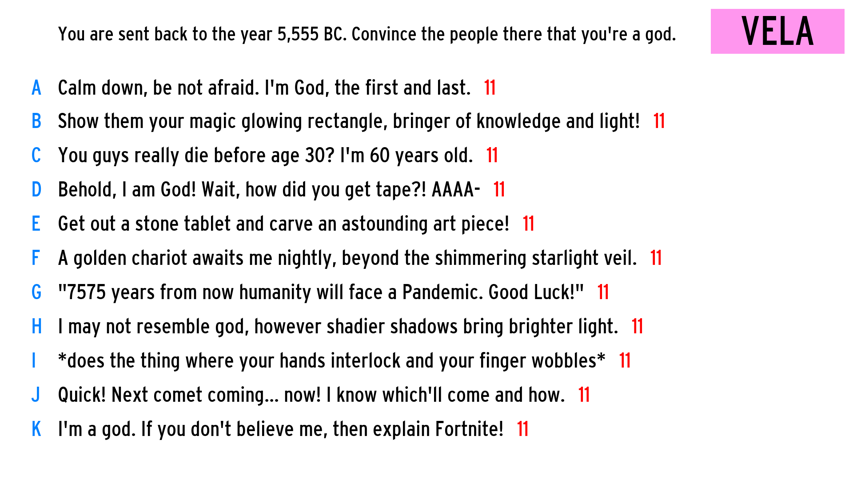 You are sent back to the year 5,555 BC. Convince the people there that you're a god.
VELA
A Calm down, be not afraid. I'm God, the first and last. 11
B Show them your magic glowing rectangle, bringer of knowledge and light! 11
C You guys really die before age 30? I'm 60 years old. 11
D Behold, I am God! Wait, how did you get tape?! AAAA- 11
E Get out a stone tablet and carve an astounding art piece! 11
F A golden chariot awaits me nightly, beyond the shimmering starlight veil. 11
G "7575 years from now humanity will face a Pandemic. Good Luck!" 11
H I may not resemble god, however shadier shadows bring brighter light. 11
I *does the thing where your hands interlock and your finger wobbles* 11
J Quick! Next comet coming... now! I know which'll come and how. 11
K I'm a god. If you don't believe me, then explain Fortnite! 11